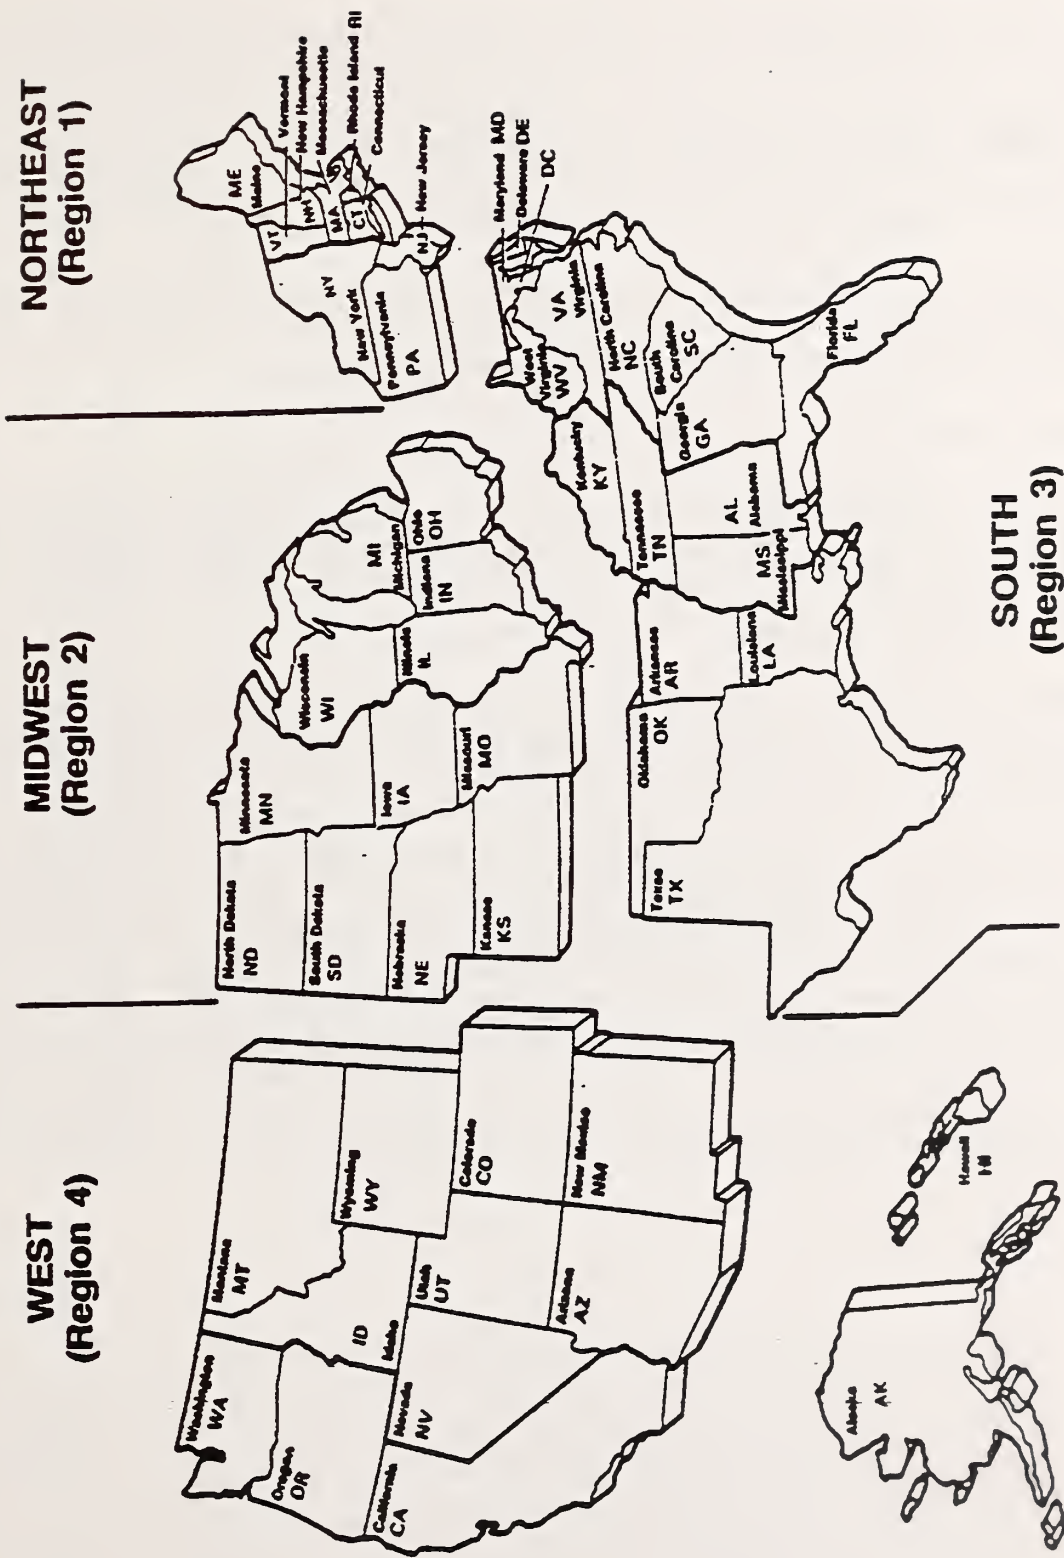 WEST
(Region 4)
MIDWEST
(Region 2)
NORTHEAST
(Region 1)
Washington
WA
Montana
MT
Oregon
OR
ID
Idaho
Wyoming
WY
California
CA
Nevada
NV
Utah
UT
Colorado
CO
Arizona
AZ
New Mexico
NM
Alaska
AK
Hawaii
HI
North Dakota
ND
Minnesota
MN
South Dakota
SD
Wisconsin
WI
Nebraska
NE
Iowa
IA
Illinois
IL
MI
Michigan
Indiana
IN
Ohio
OH
Kansas
KS
Missouri
MO
ME
Maine
VT
Vermont
NH
New Hampshire
MA
Massachusetts
Rhode Island RI
CT
Connecticut
NY
New York
Pennsylvania
PA
NJ
New Jersey
Maryland MD
Delaware DE
DC
West
Virginia
WV
VA
Virginia
Kentucky
KY
North Carolina
NC
Tennessee
TN
South
Carolina
SC
Georgia
GA
AL
Alabama
MS
Mississippi
Florida
FL
Arkansas
AR
Louisiana
LA
Oklahoma
OK
Texas
TX
SOUTH
(Region 3)